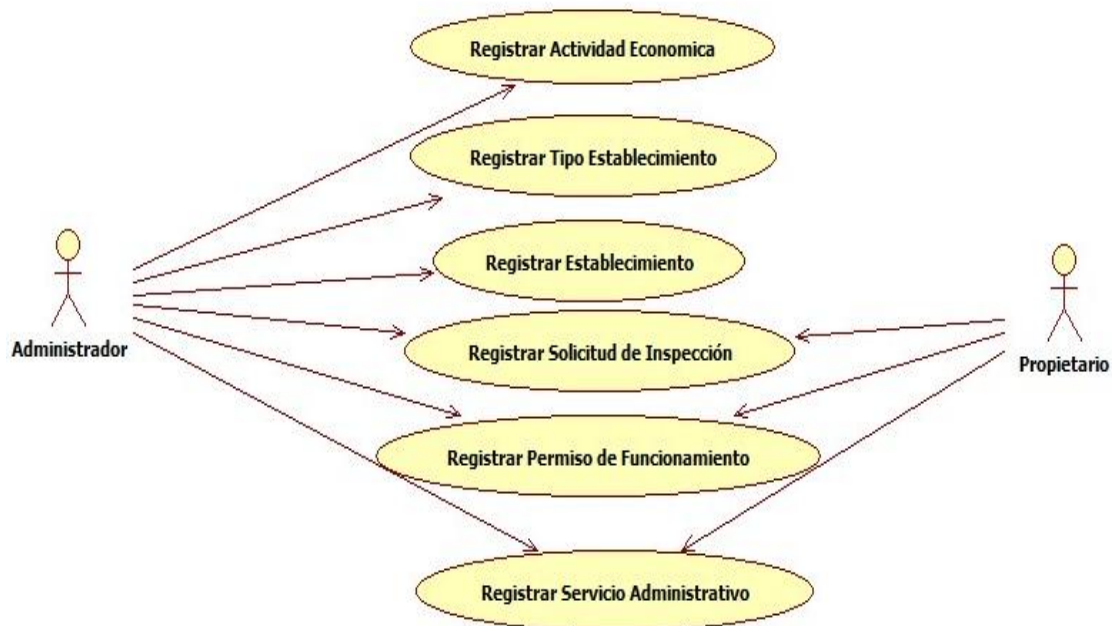 Registrar Actividad Economica
Registrar Tipo Establecimiento
Registrar Establecimiento
Administrador
Registrar Solicitud de Inspección
Propietario
Registrar Permiso de Funcionamiento
Registrar Servicio Administrativo